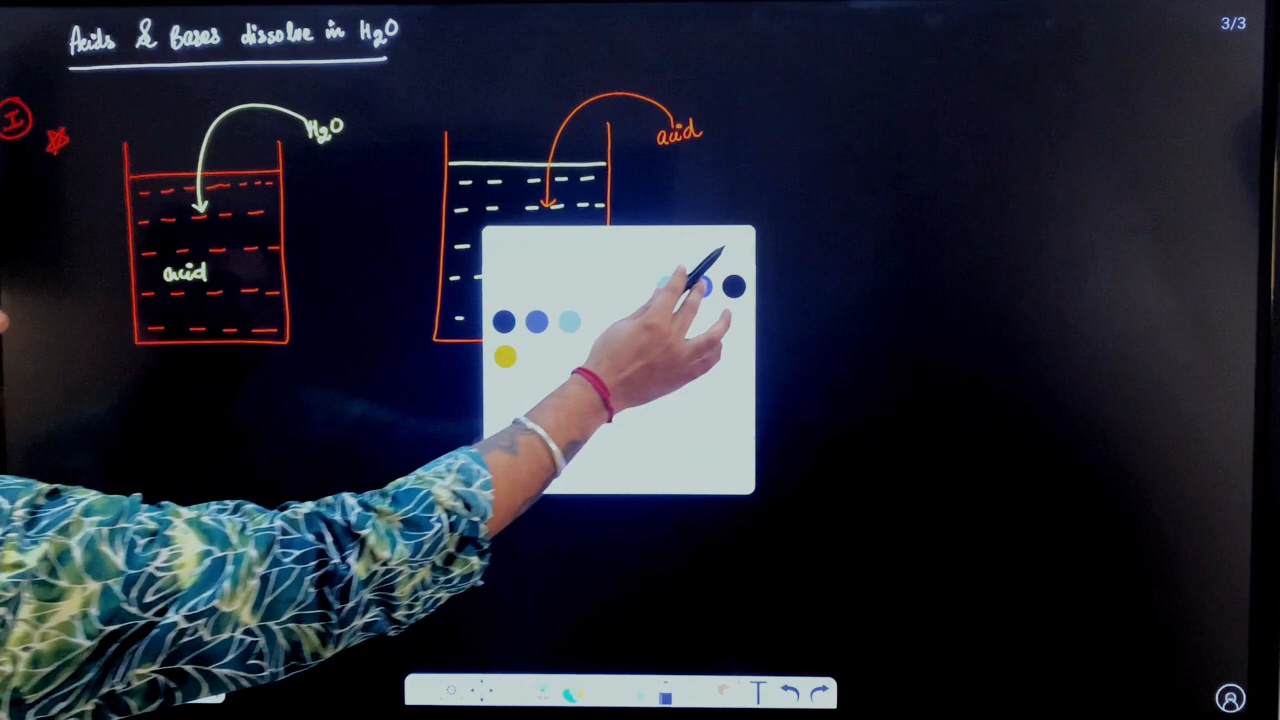 Acids & Bases dissolve in H₂O
3/3
I
H₂O
acid
acid
T